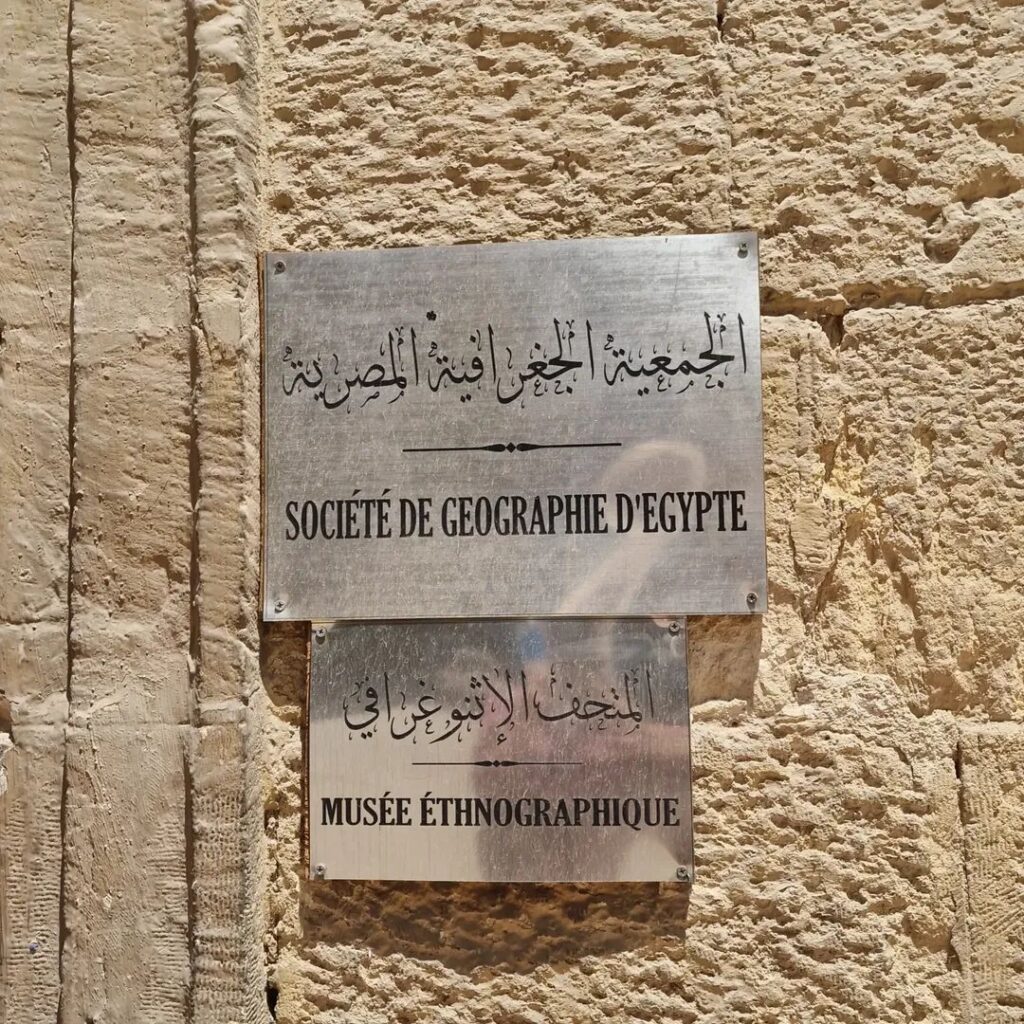 الجمعية الجغرافية المصرية
SOCIÉTÉ DE GEOGRAPHIE D'EGYPTE
المتحف الإثنوغرافي
MUSÉE ÉTHNOGRAPHIQUE